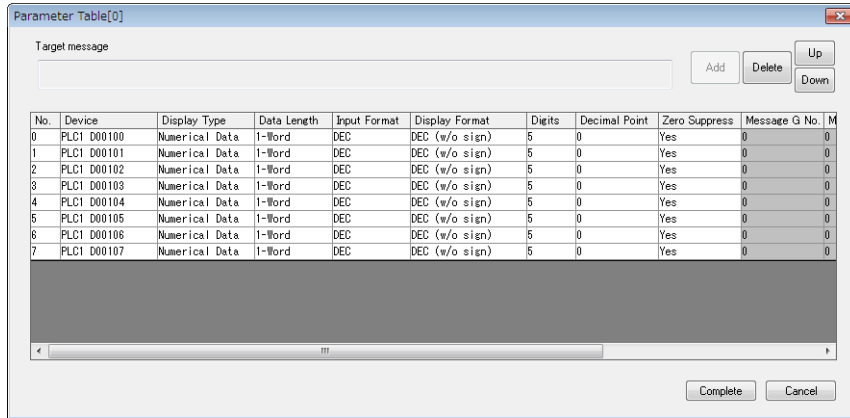 Parameter Table[0]
Target message
Add Delete Up
Down
No. Device Display Type Data Length Input Format Display Format Digits Decimal Point Zero Suppress Message G No. M
0 PLC1 D00100 Numerical Data 1-Word DEC DEC (w/o sign) 5 0 Yes 0 0
1 PLC1 D00101 Numerical Data 1-Word DEC DEC (w/o sign) 5 0 Yes 0 0
2 PLC1 D00102 Numerical Data 1-Word DEC DEC (w/o sign) 5 0 Yes 0 0
3 PLC1 D00103 Numerical Data 1-Word DEC DEC (w/o sign) 5 0 Yes 0 0
4 PLC1 D00104 Numerical Data 1-Word DEC DEC (w/o sign) 5 0 Yes 0 0
5 PLC1 D00105 Numerical Data 1-Word DEC DEC (w/o sign) 5 0 Yes 0 0
6 PLC1 D00106 Numerical Data 1-Word DEC DEC (w/o sign) 5 0 Yes 0 0
7 PLC1 D00107 Numerical Data 1-Word DEC DEC (w/o sign) 5 0 Yes 0 0
Complete Cancel